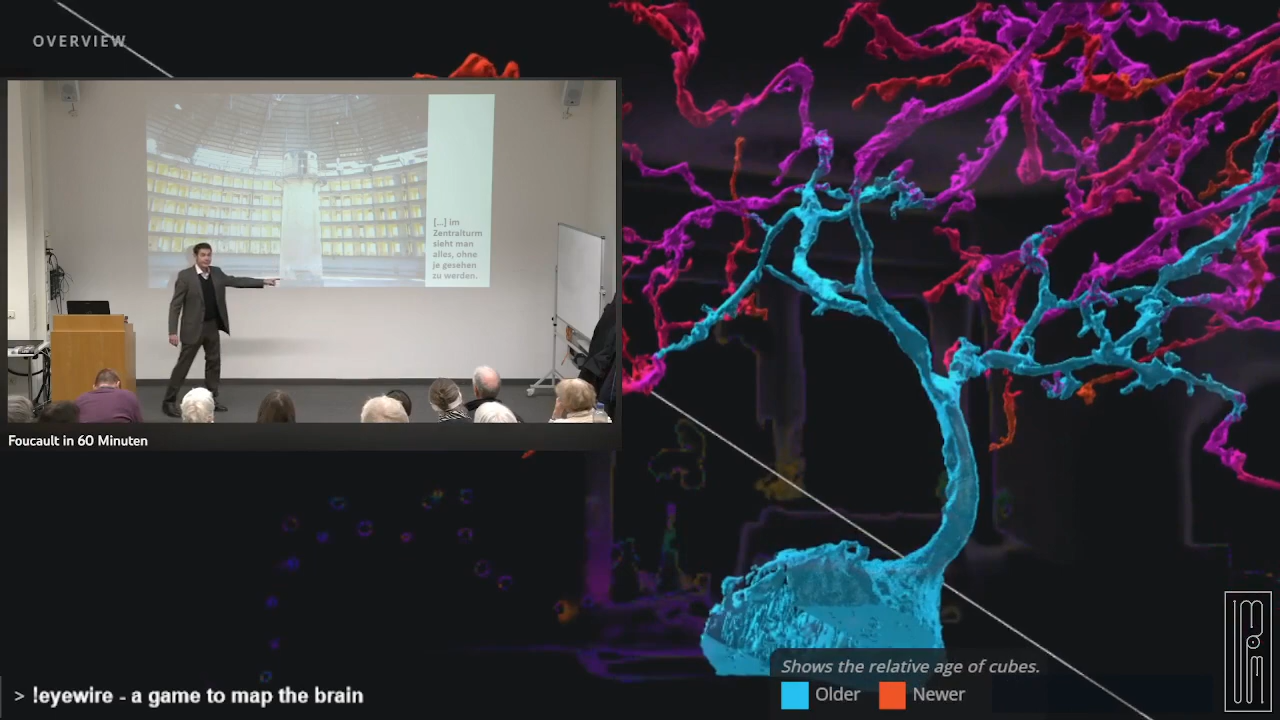 OVERVIEW
[...] im
Zentralturm
sieht man
alles, ohne
je gesehen
zu werden.
Foucault in 60 Minuten
Shows the relative age of cubes.
Older Newer
> !eyewire - a game to map the brain